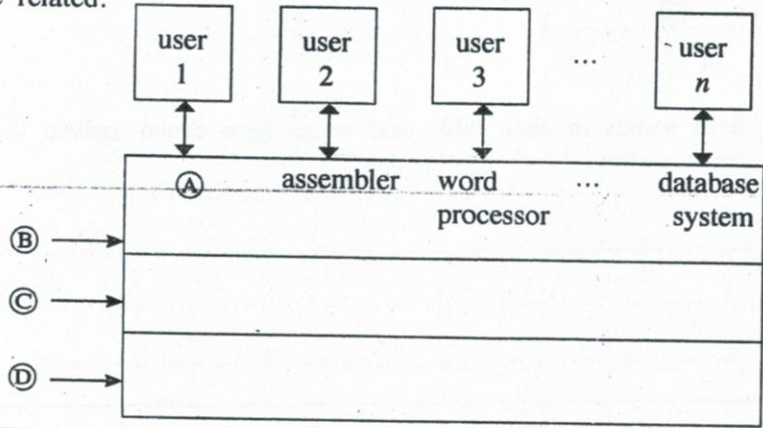 related:
user user user user
1 2 3 ... n
A assembler word ... database
processor system
B
C
D